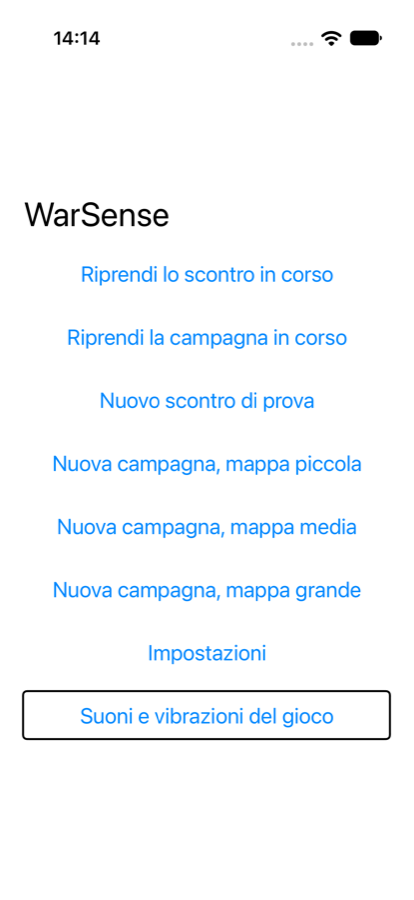 14:14
WarSense
Riprendi lo scontro in corso
Riprendi la campagna in corso
Nuovo scontro di prova
Nuova campagna, mappa piccola
Nuova campagna, mappa media
Nuova campagna, mappa grande
Impostazioni
Suoni e vibrazioni del gioco